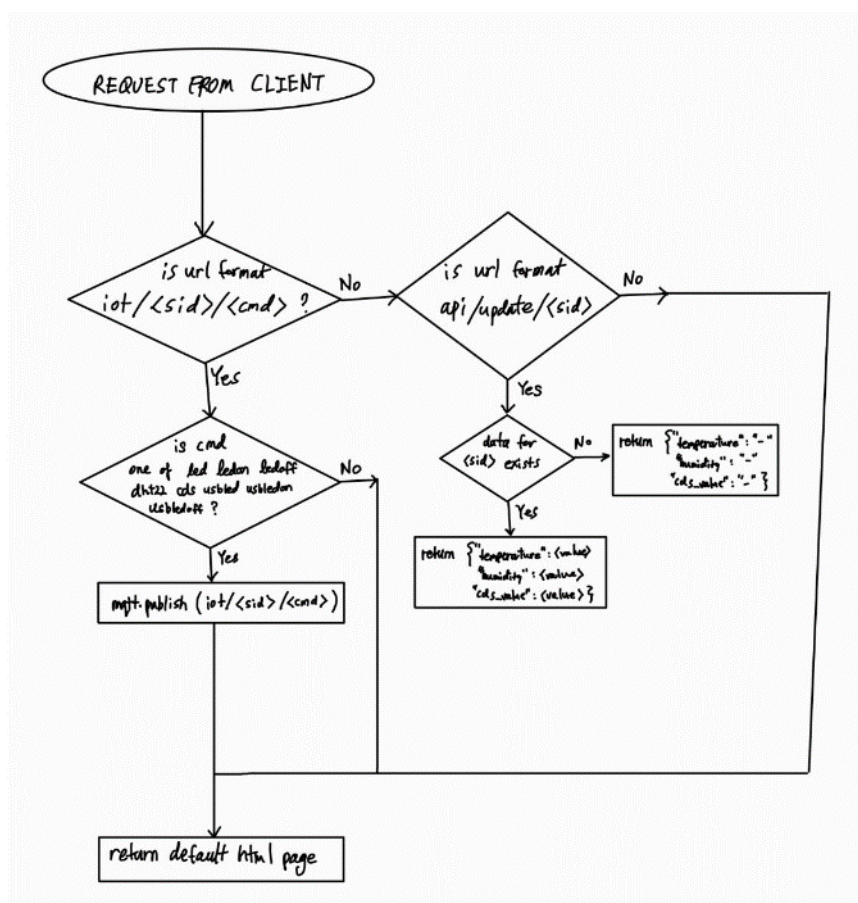 REQUEST FROM CLIENT
is url format
iot/<sid>/<cmd> ?
No
Yes
is url format
api/update/<sid>
No
Yes
is cmd
one of led ledon ledoff
dht22 cds usbled usbledon
usbledoff ?
No
Yes
data for
<sid> exists
No
Yes
return {"temperature": "-"
"humidity": "-"
"cds_value": "-" }
return {"temperature": <value>
"humidity": <value>
"cds_value": <value> }
mqtt.publish (iot/<sid>/<cmd>)
return default html page